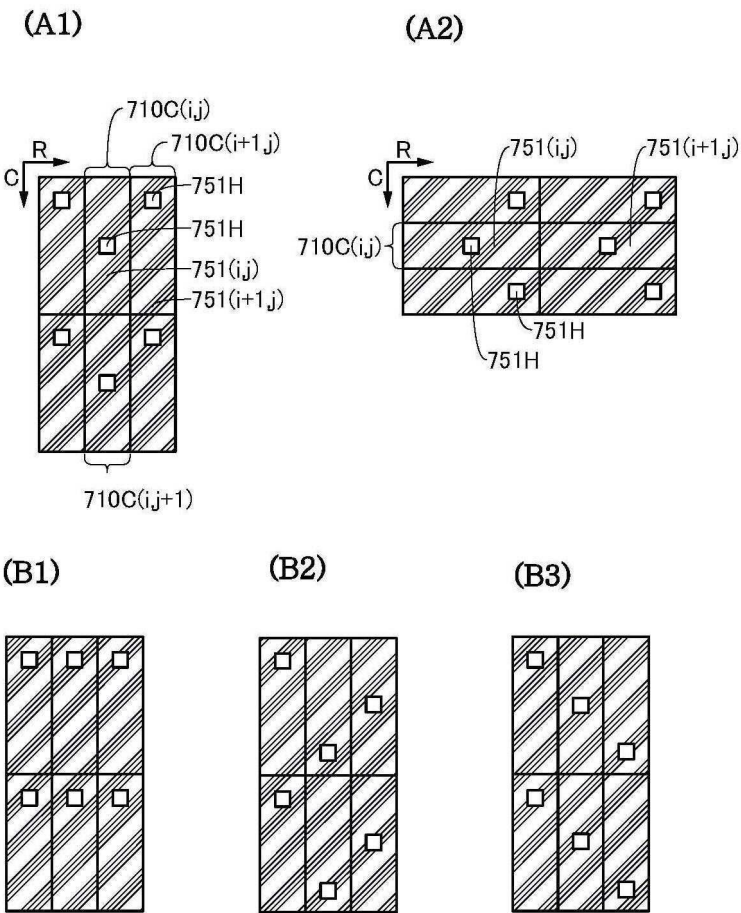 (A1)
(A2)
710C(i,j)
710C(i+1,j)
R
C
751H
751H
751(i,j)
751(i+1,j)
710C(i,j+1)
R
C
751(i,j)
751(i+1,j)
710C(i,j)
751H
751H
(B1)
(B2)
(B3)